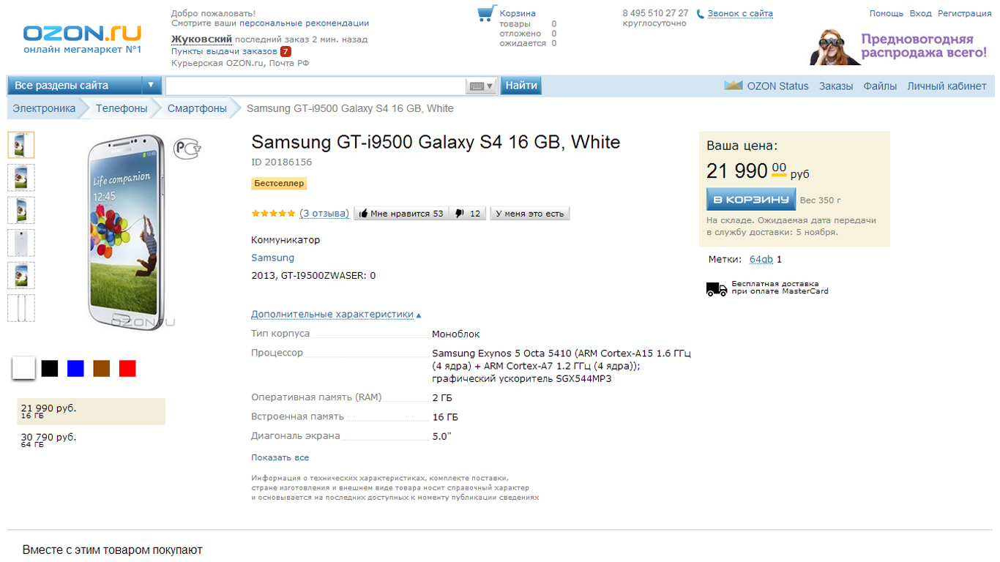 OZON.ru
онлайн мегамаркет №1
Добро пожаловать!
Смотрите ваши персональные рекомендации
Жуковский последний заказ 2 мин. назад
Пункты выдачи заказов 7
Курьерская OZON.ru, Почта РФ
Корзина
товары 0
отложено 0
ожидается 0
8 495 510 27 27
круглосуточно
Звонок с сайта
Помощь Вход Регистрация
Предновогодняя
распродажа всего!
Все разделы сайта ▼
▼
Найти
OZON Status Заказы Файлы Личный кабинет
Электроника Телефоны Смартфоны Samsung GT-i9500 Galaxy S4 16 GB, White
SAMSUNG
12:45
Life companion
12:45
OZON.RU
РСТ
Samsung GT-i9500 Galaxy S4 16 GB, White
ID 20186156
Бестселлер
(3 отзыва) Мне нравится 53 12 У меня это есть
Коммуникатор
Samsung
2013, GT-I9500ZWASER: 0
Дополнительные характеристики ▲
Тип корпуса Моноблок
Процессор Samsung Exynos 5 Octa 5410 (ARM Cortex-A15 1.6 ГГц
(4 ядра) + ARM Cortex-A7 1.2 ГГц (4 ядра));
графический ускоритель SGX544MP3
Оперативная память (RAM) 2 ГБ
Встроенная память 16 ГБ
Диагональ экрана 5.0"
Показать все
Информация о технических характеристиках, комплекте поставки,
стране изготовления и внешнем виде товара носит справочный характер
и основывается на последних доступных к моменту публикации сведениях
Ваша цена:
21 990 00 руб
В КОРЗИНУ Вес 350 г
На складе. Ожидаемая дата передачи
в службу доставки: 5 ноября.
Метки: 64gb 1
Бесплатная доставка
при оплате MasterCard
21 990 руб.
16 ГБ
30 790 руб.
64 ГБ
Вместе с этим товаром покупают